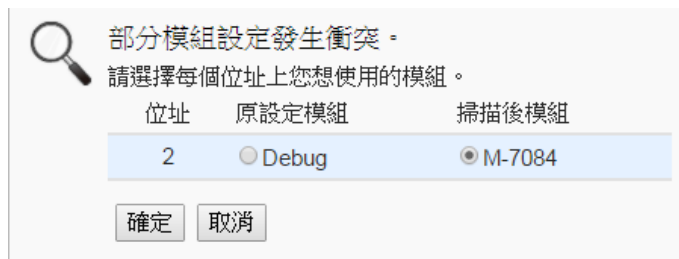 部分模組設定發生衝突。
請選擇每個位址上您想使用的模組。
位址 原設定模組 掃描後模組
2 Debug M-7084
確定 取消